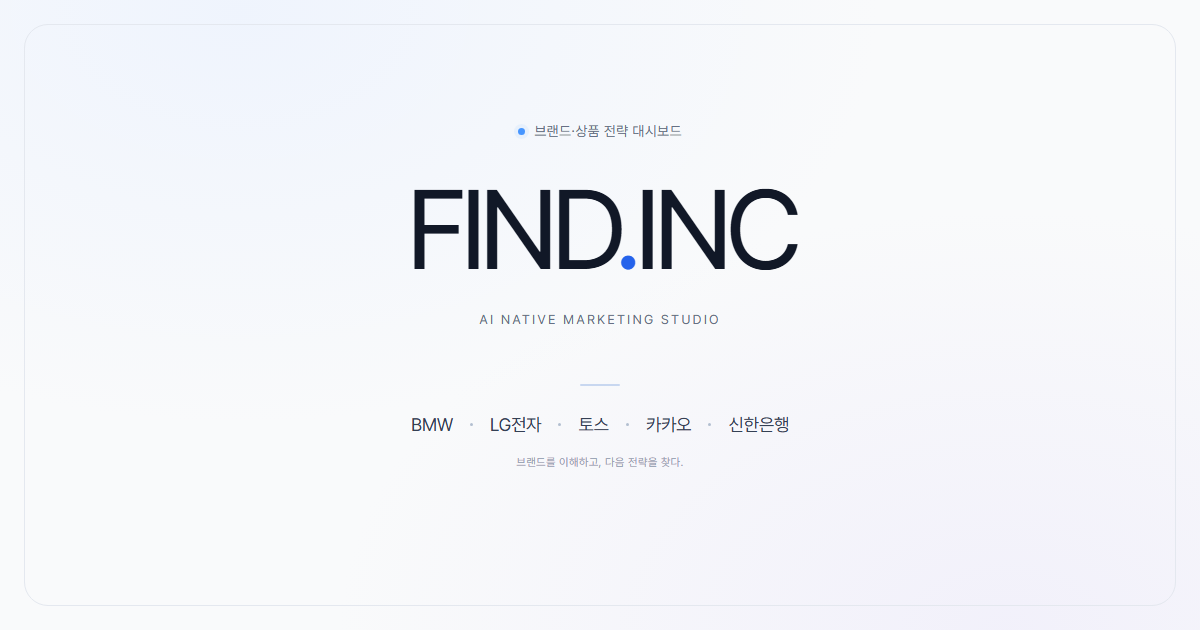 브랜드·상품 전략 대시보드
FIND.INC
AI NATIVE MARKETING STUDIO
BMW · LG전자 · 토스 · 카카오 · 신한은행
브랜드를 이해하고, 다음 전략을 찾다.